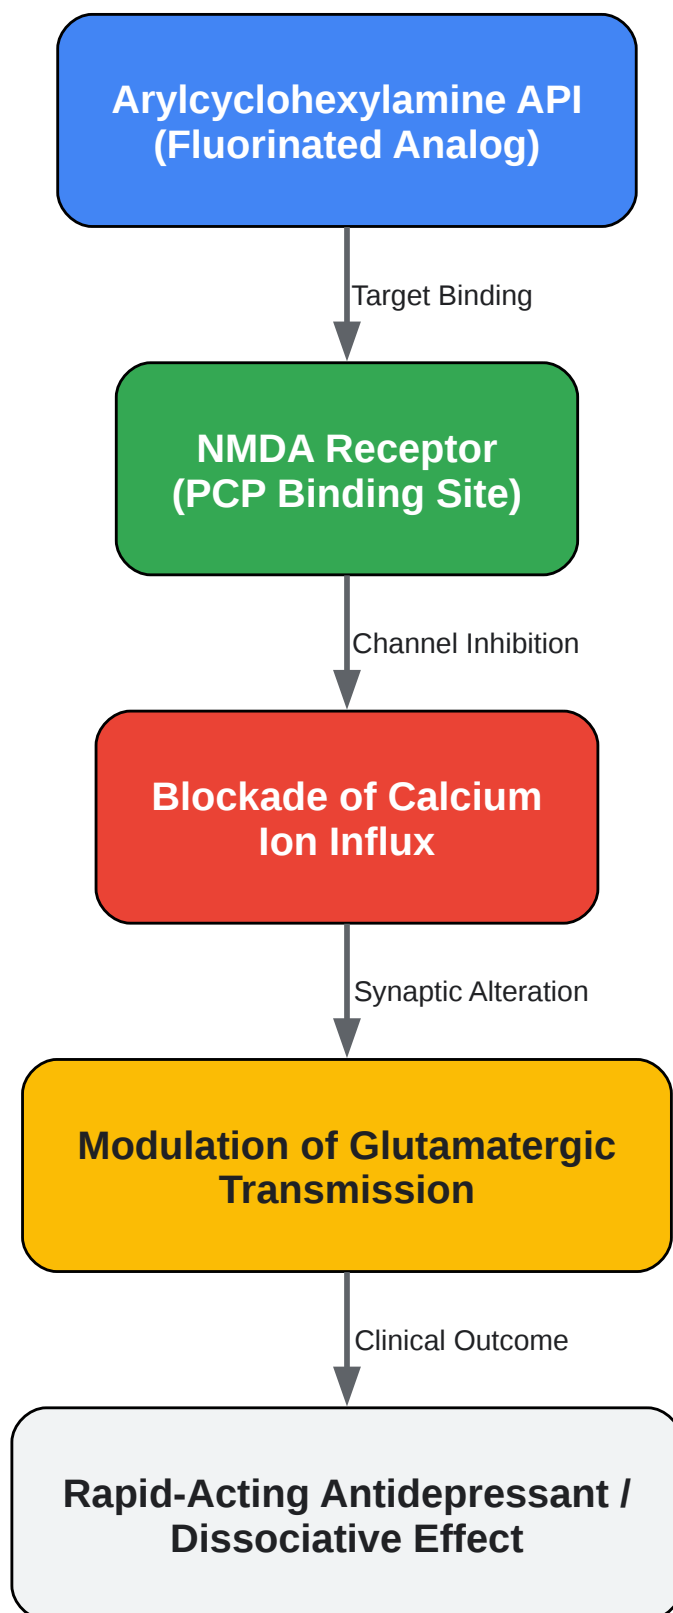 Arylcyclohexylamine API
(Fluorinated Analog)
Target Binding
NMDA Receptor
(PCP Binding Site)
Channel Inhibition
Blockade of Calcium
Ion Influx
Synaptic Alteration
Modulation of Glutamatergic
Transmission
Clinical Outcome
Rapid-Acting Antidepressant /
Dissociative Effect